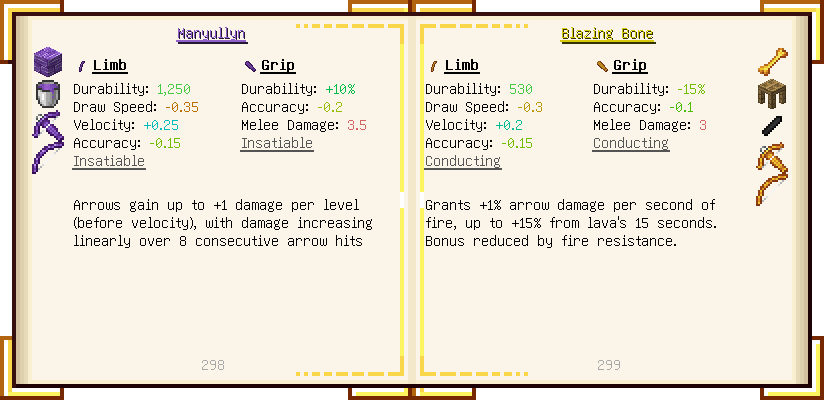 Manyullyn
Limb
Durability: 1,250
Draw Speed: -0.35
Velocity: +0.25
Accuracy: -0.15
Insatiable
Grip
Durability: +10%
Accuracy: -0.2
Melee Damage: 3.5
Insatiable
Arrows gain up to +1 damage per level
(before velocity), with damage increasing
linearly over 8 consecutive arrow hits
298
Blazing Bone
Limb
Durability: 530
Draw Speed: -0.3
Velocity: +0.2
Accuracy: -0.15
Conducting
Grip
Durability: -15%
Accuracy: -0.1
Melee Damage: 3
Conducting
Grants +1% arrow damage per second of
fire, up to +15% from lava's 15 seconds.
Bonus reduced by fire resistance.
299